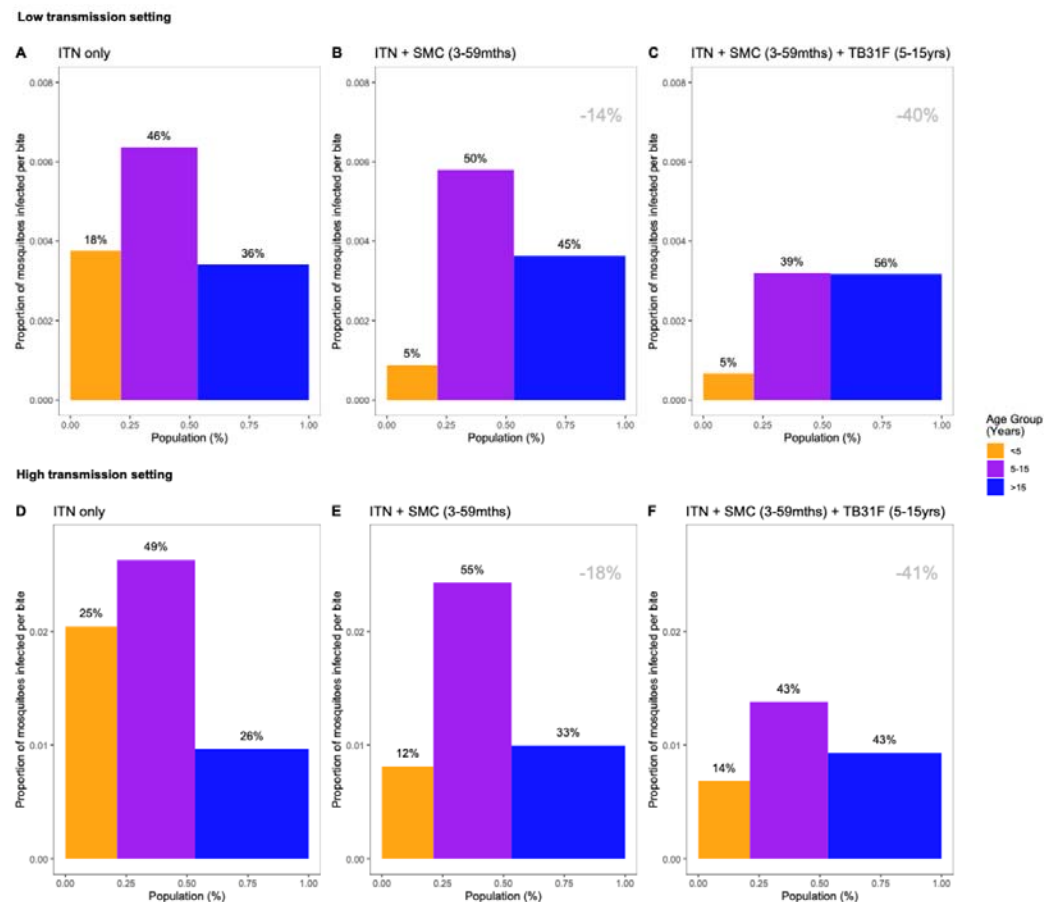 Low transmission setting
A ITN only
B ITN + SMC (3-59mths)
C ITN + SMC (3-59mths) + TB31F (5-15yrs)
Proportion of mosquitoes infected per bite
0.008
0.006
0.004
0.002
0.000
18%
46%
36%
0.00 0.25 0.50 0.75 1.00
Population (%)
Proportion of mosquitoes infected per bite
0.008
0.006
0.004
0.002
0.000
-14%
5%
50%
45%
0.00 0.25 0.50 0.75 1.00
Population (%)
Proportion of mosquitoes infected per bite
0.008
0.006
0.004
0.002
0.000
-40%
5%
39%
56%
0.00 0.25 0.50 0.75 1.00
Population (%)
Age Group
(Years)
<5
5-15
>15
High transmission setting
D ITN only
E ITN + SMC (3-59mths)
F ITN + SMC (3-59mths) + TB31F (5-15yrs)
Proportion of mosquitoes infected per bite
0.02
0.01
0.00
25%
49%
26%
0.00 0.25 0.50 0.75 1.00
Population (%)
Proportion of mosquitoes infected per bite
0.02
0.01
0.00
-18%
12%
55%
33%
0.00 0.25 0.50 0.75 1.00
Population (%)
Proportion of mosquitoes infected per bite
0.02
0.01
0.00
-41%
14%
43%
43%
0.00 0.25 0.50 0.75 1.00
Population (%)